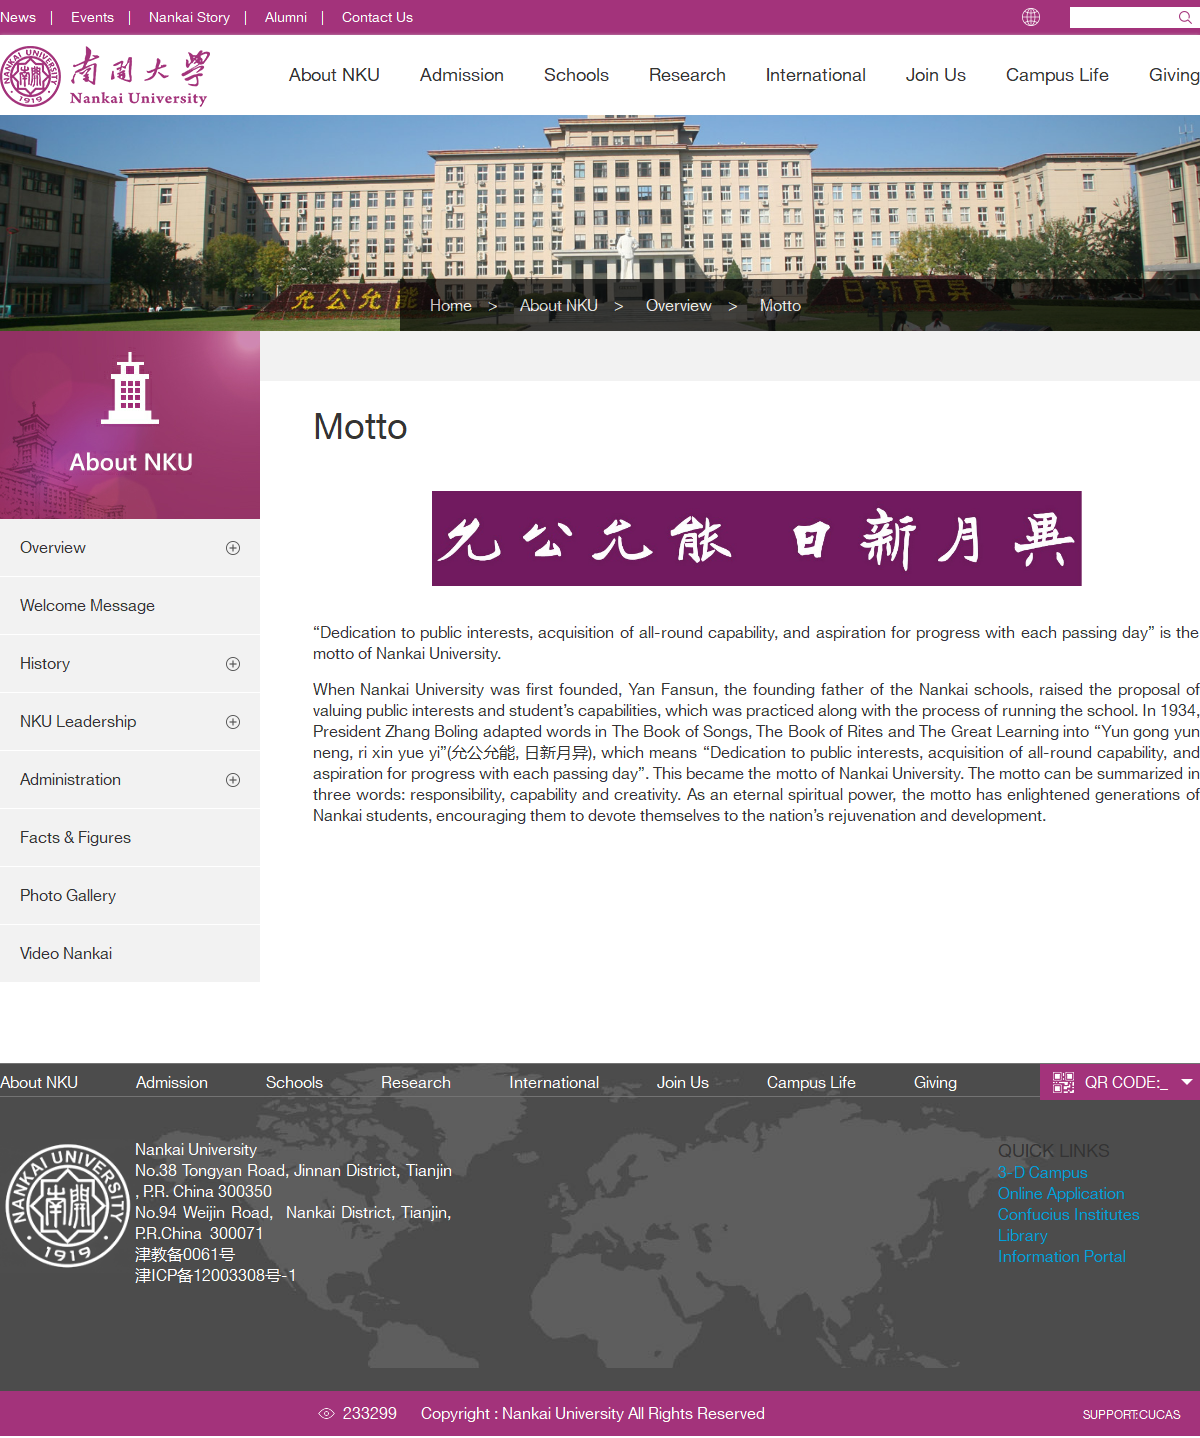 News | Events | Nankai Story | Alumni | Contact Us
NANKAI UNIVERSITY
1919
南開大學
Nankai University
About NKU Admission Schools Research International Join Us Campus Life Giving
允公允能 日新月異
Home > About NKU > Overview > Motto
About NKU
Overview
Welcome Message
History
NKU Leadership
Administration
Facts & Figures
Photo Gallery
Video Nankai
Motto
允公允能 日新月異
“Dedication to public interests, acquisition of all-round capability, and aspiration for progress with each passing day” is the
motto of Nankai University.
When Nankai University was first founded, Yan Fansun, the founding father of the Nankai schools, raised the proposal of
valuing public interests and student’s capabilities, which was practiced along with the process of running the school. In 1934,
President Zhang Boling adapted words in The Book of Songs, The Book of Rites and The Great Learning into “Yun gong yun
neng, ri xin yue yi”(允公允能, 日新月异), which means “Dedication to public interests, acquisition of all-round capability, and
aspiration for progress with each passing day”. This became the motto of Nankai University. The motto can be summarized in
three words: responsibility, capability and creativity. As an eternal spiritual power, the motto has enlightened generations of
Nankai students, encouraging them to devote themselves to the nation’s rejuvenation and development.
About NKU Admission Schools Research International Join Us Campus Life Giving
QR CODE:_
NANKAI UNIVERSITY
南開
1919
Nankai University
No.38 Tongyan Road, Jinnan District, Tianjin
, P.R. China 300350
No.94 Weijin Road, Nankai District, Tianjin,
P.R.China 300071
津教备0061号
津ICP备12003308号-1
QUICK LINKS
3-D Campus
Online Application
Confucius Institutes
Library
Information Portal
233299 Copyright : Nankai University All Rights Reserved
SUPPORT:CUCAS